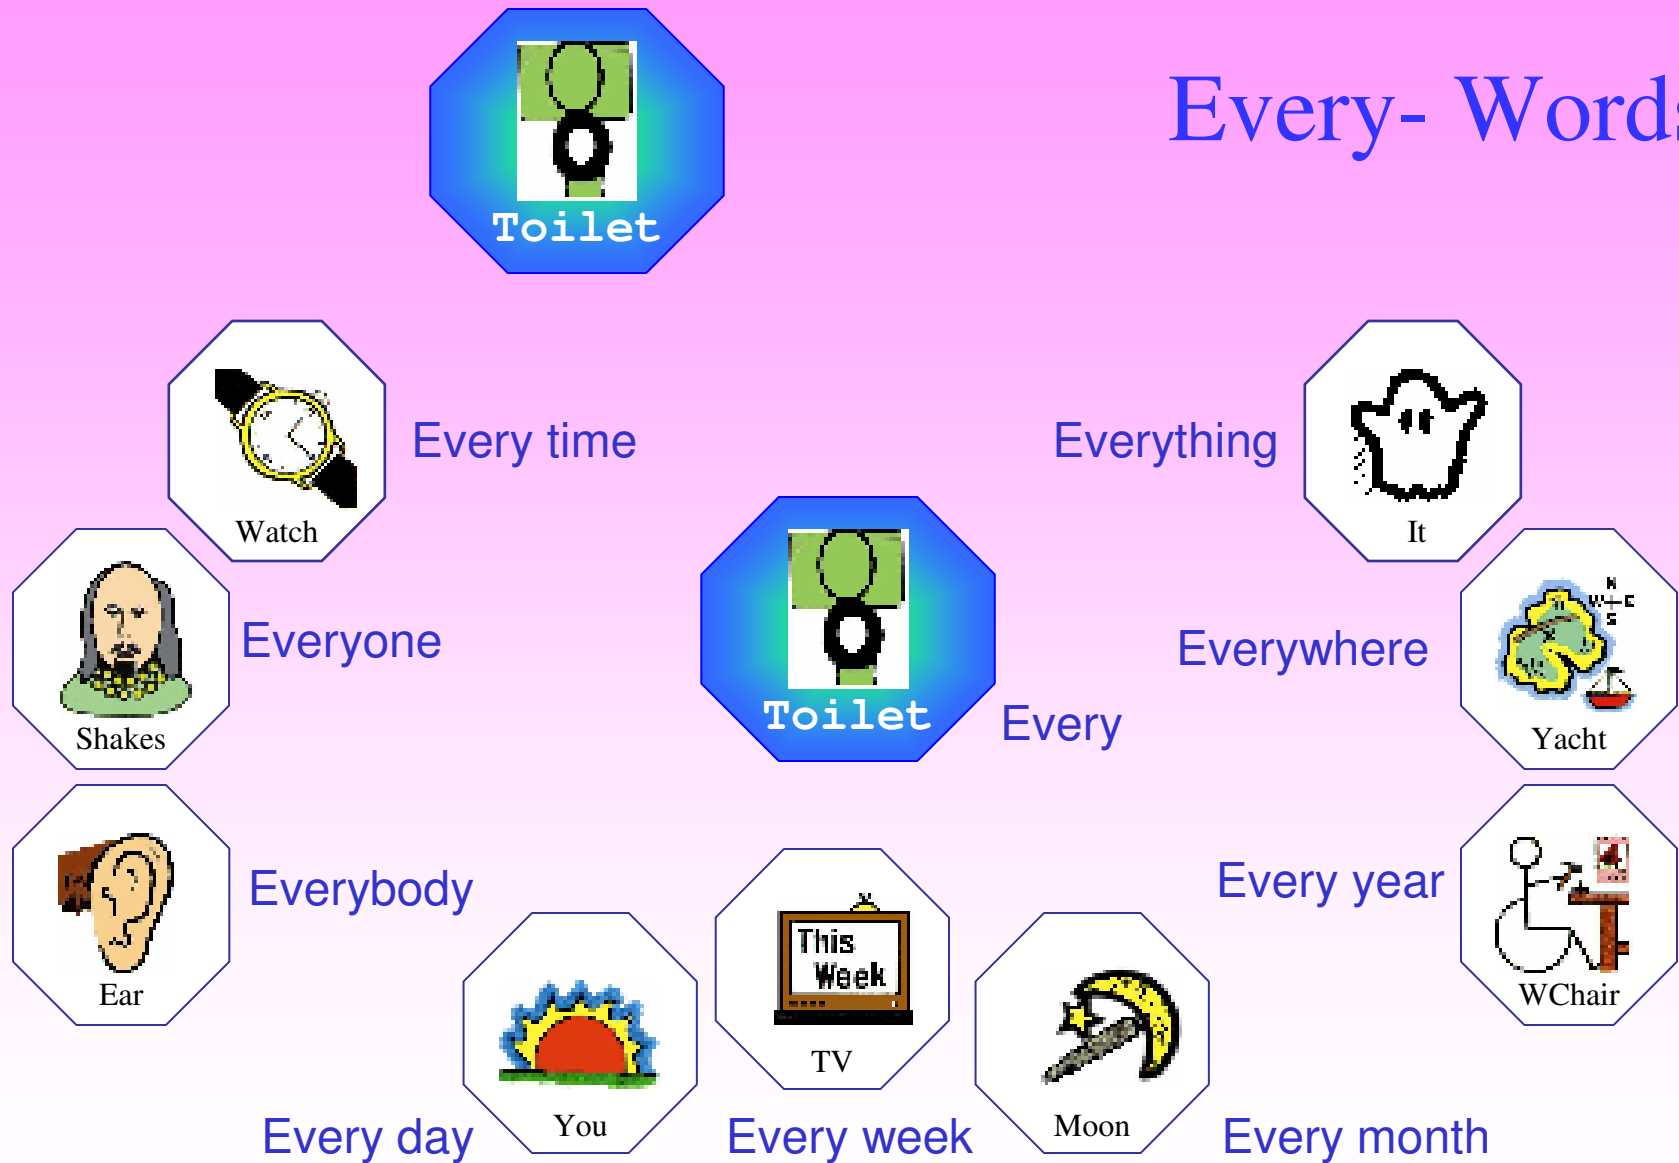 Toilet
Every- Words
Watch
Every time
Everything
It
Shakes
Everyone
Toilet
Every
Everywhere
N
W E
S
Yacht
Ear
Everybody
Every year
WChair
You
Every day
This
Week
TV
Every week
Moon
Every month